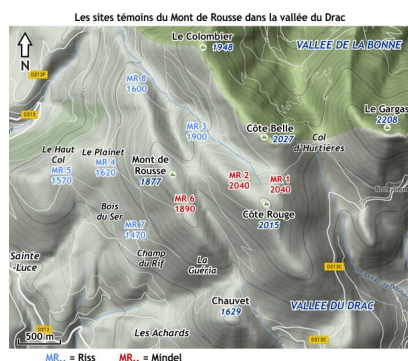 Les sites témoins du Mont de Rousse dans la vallée du Drac
Le Colombier
1948
VALLEE DE LA BONNE
N
D212F
MR 8
1600
D212
Le Gargas
2208
MR 3
1900
Côte Belle
2027
Col
d'Hurtières
Le Haut
Col
MR 5
1570
Le Plainet
MR 4
1620
Mont de
Rousse
1877
MR 2
2040
MR 1
2040
MR 6
1890
Bois
du Ser
Côte Rouge
2015
MR 7
1470
Sainte
-Luce
Champ
du Rif
La
Guéria
D212C
Chauvet
1629
VALLEE DU DRAC
D212
500 m
Les Achards
D212C
MR.. = Riss
MR.. = Mindel